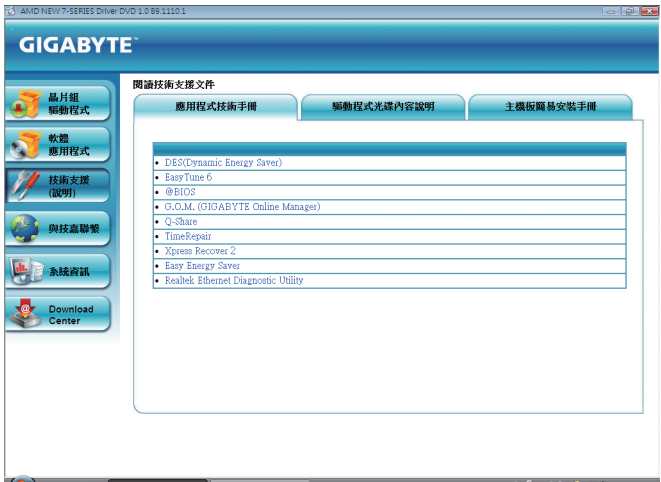 AMD NEW 7-SERIES Driver DVD 1.0 B9.1110.1
GIGABYTE™
晶片組
驅動程式
軟體
應用程式
技術支援
(說明)
與技嘉聯繫
系統資訊
Download
Center
閱讀技術支援文件
應用程式技術手冊
驅動程式光碟內容說明
主機板簡易安裝手冊
• DES(Dynamic Energy Saver)
• EasyTune 6
• @BIOS
• G.O.M. (GIGABYTE Online Manager)
• Q-Share
• TimeRepair
• Xpress Recover 2
• Easy Energy Saver
• Realtek Ethernet Diagnostic Utility